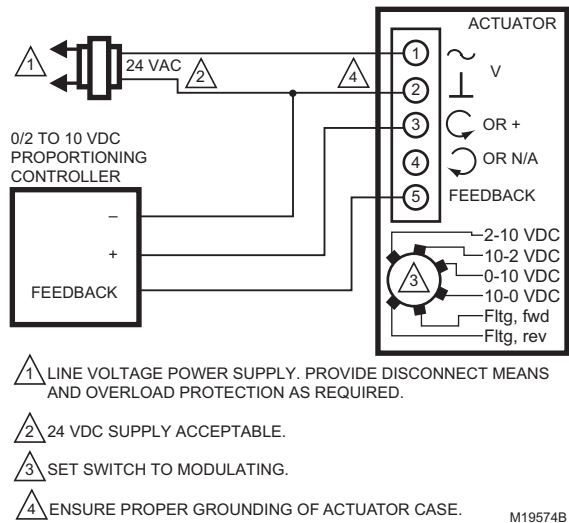 ACTUATOR
1
24 VAC
2
4
1
V
2
0/2 TO 10 VDC
PROPORTIONING
CONTROLLER
3
OR +
4
OR N/A
5
FEEDBACK
–
+
FEEDBACK
3
2-10 VDC
10-2 VDC
0-10 VDC
10-0 VDC
Fltg, fwd
Fltg, rev
1 LINE VOLTAGE POWER SUPPLY. PROVIDE DISCONNECT MEANS
AND OVERLOAD PROTECTION AS REQUIRED.
2 24 VDC SUPPLY ACCEPTABLE.
3 SET SWITCH TO MODULATING.
4 ENSURE PROPER GROUNDING OF ACTUATOR CASE.
M19574B